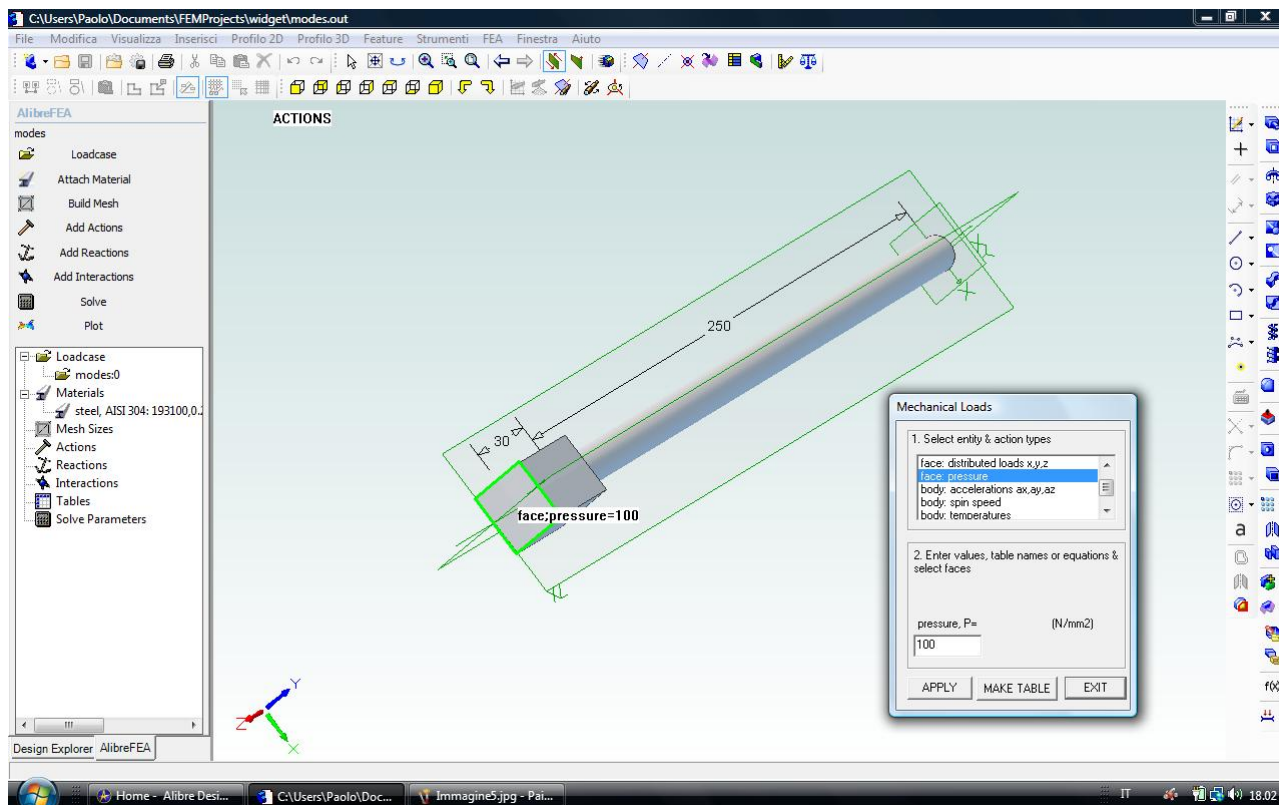 C:\Users\Paolo\Documents\FEMProjects\widget\modes.out
File Modifica Visualizza Inserisci Profilo 2D Profilo 3D Feature Strumenti FEA Finestra Aiuto
AlibreFEA
modes
Loadcase
Attach Material
Build Mesh
Add Actions
Add Reactions
Add Interactions
Solve
Plot
Loadcase
modes:0
Materials
steel, AISI 304: 193100,0.
Mesh Sizes
Actions
Reactions
Interactions
Tables
Solve Parameters
Design Explorer AlibreFEA
ACTIONS
250
30
face;pressure=100
X
Y
Z
X
Mechanical Loads
1. Select entity & action types
face: distributed loads x,y,z
face: pressure
body: accelerations ax,ay,az
body: spin speed
body: temperatures
2. Enter values, table names or equations &
select faces
pressure, P= (N/mm2)
100
APPLY MAKE TABLE EXIT
a
f(x)
Home - Alibre Desi... C:\Users\Paolo\Doc... Immagine5.jpg - Pai... IT 18.02